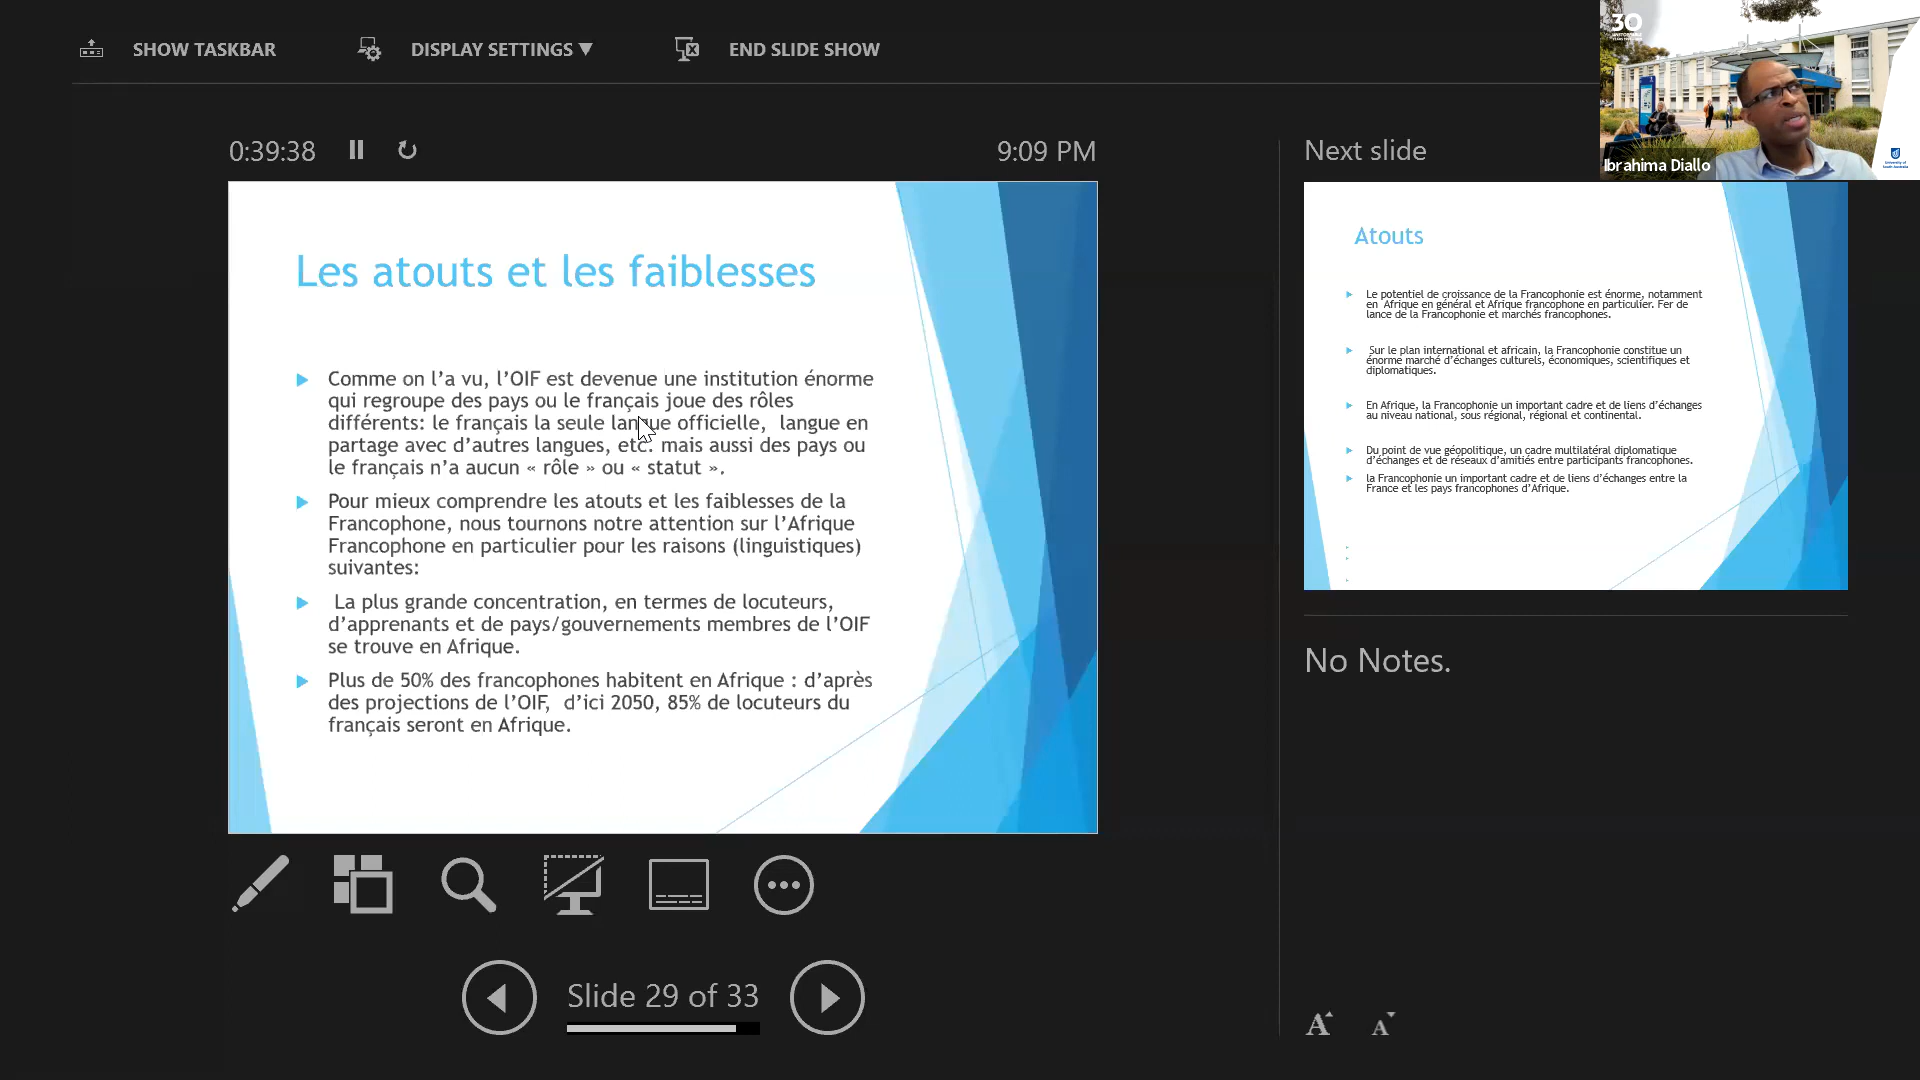 SHOW TASKBAR
DISPLAY SETTINGS ▼
END SLIDE SHOW
30
Ibrahima Diallo
University of
South Australia
0:39:38
9:09 PM
Les atouts et les faiblesses
Comme on l’a vu, l’OIF est devenue une institution énorme
qui regroupe des pays ou le français joue des rôles
différents: le français la seule langue officielle, langue en
partage avec d’autres langues, etc. mais aussi des pays ou
le français n’a aucun « rôle » ou « statut ».
Pour mieux comprendre les atouts et les faiblesses de la
Francophone, nous tournons notre attention sur l’Afrique
Francophone en particulier pour les raisons (linguistiques)
suivantes:
La plus grande concentration, en termes de locuteurs,
d’apprenants et de pays/gouvernements membres de l’OIF
se trouve en Afrique.
Plus de 50% des francophones habitent en Afrique : d’après
des projections de l’OIF, d’ici 2050, 85% de locuteurs du
français seront en Afrique.
Slide 29 of 33
Next slide
Atouts
Le potentiel de croissance de la Francophonie est énorme, notamment
en Afrique en général et Afrique francophone en particulier. Fer de
lance de la Francophonie et marchés francophones.
Sur le plan international et africain, la Francophonie constitue un
énorme marché d’échanges culturels, économiques, scientifiques et
diplomatiques.
En Afrique, la Francophonie un important cadre et de liens d’échanges
au niveau national, sous régional, régional et continental.
Du point de vue géopolitique, un cadre multilatéral diplomatique
d’échanges et de réseaux d’amitiés entre participants francophones.
la Francophonie un important cadre et de liens d’échanges entre la
France et les pays francophones d’Afrique.
No Notes.
A A